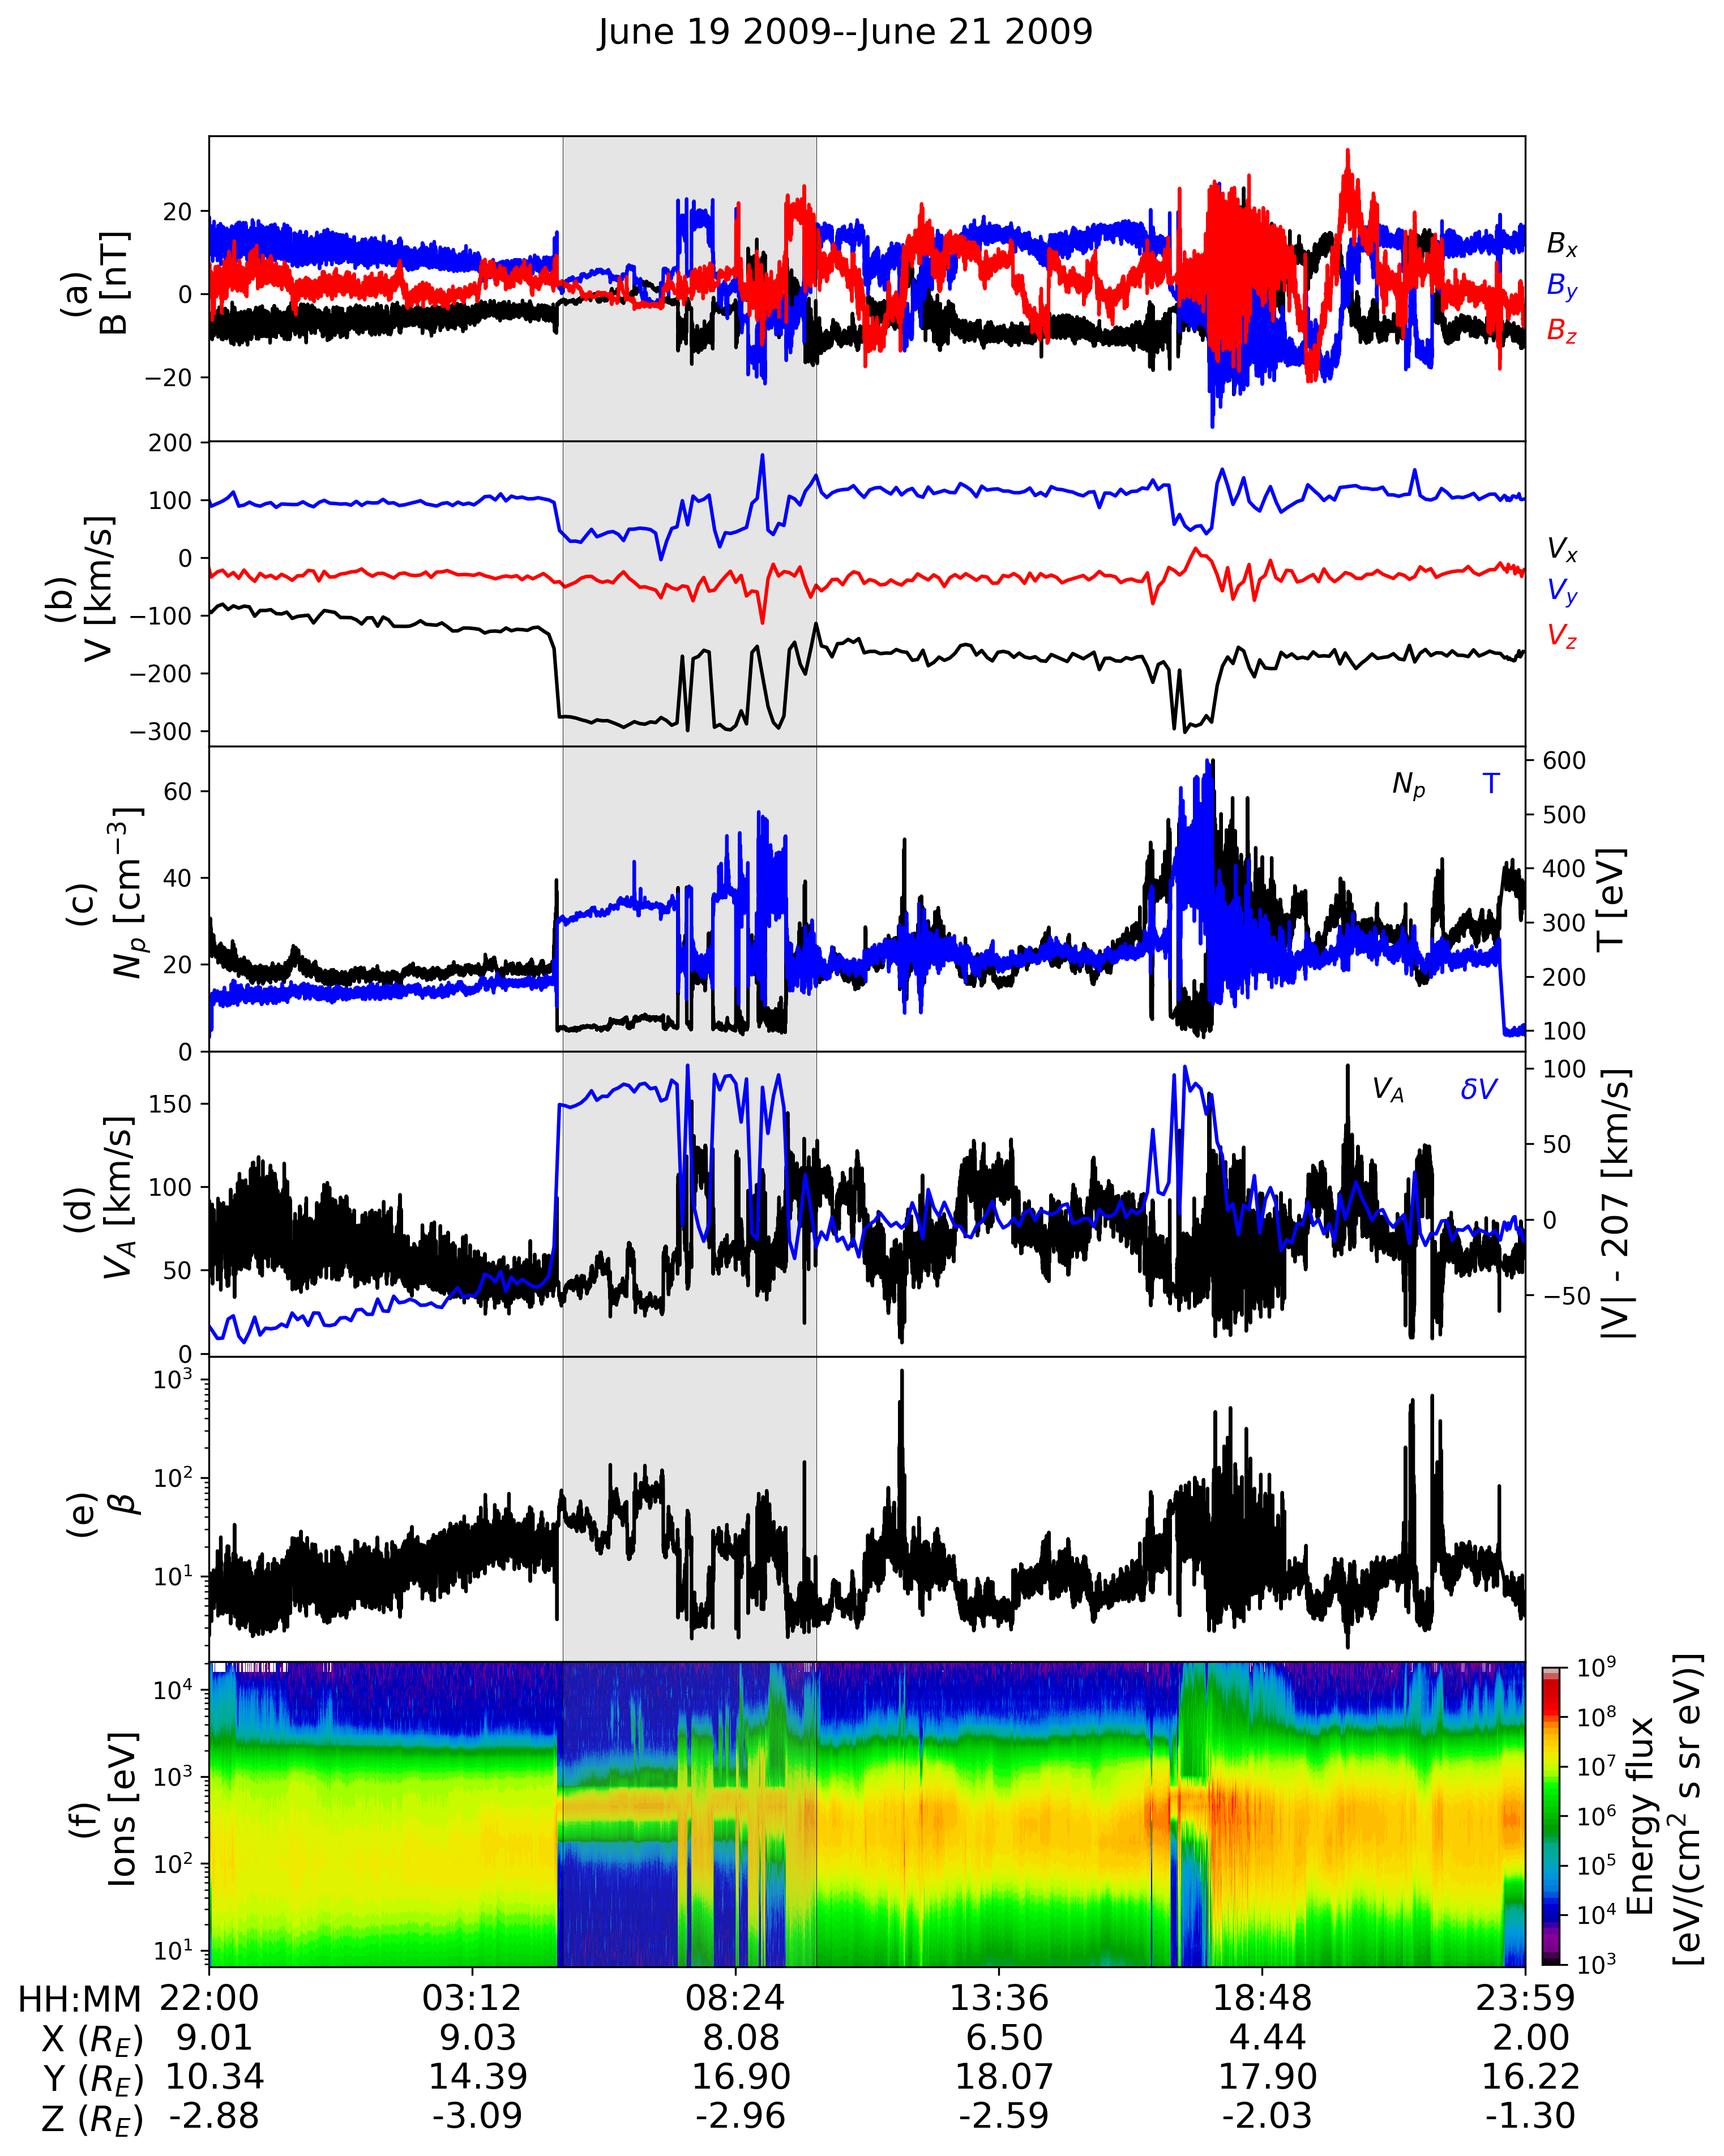 June 19 2009--June 21 2009
(a)
B [nT]
20
0
−20
Bx
By
Bz
(b)
V [km/s]
200
100
0
−100
−200
−300
Vx
Vy
Vz
(c)
Np [cm−3]
60
40
20
0
Np T
600
500
400
300
200
100
T [eV]
(d)
VA [km/s]
150
100
50
0
VA δV
100
50
0
−50
|V| - 207 [km/s]
(e)
β
10³
10²
10¹
(f)
Ions [eV]
10⁴
10³
10²
10¹
10⁹
10⁸
10⁷
10⁶
10⁵
10⁴
10³
Energy flux
[eV/(cm² s sr eV)]
HH:MM 22:00 03:12 08:24 13:36 18:48 23:59
X (RE) 9.01 9.03 8.08 6.50 4.44 2.00
Y (RE) 10.34 14.39 16.90 18.07 17.90 16.22
Z (RE) -2.88 -3.09 -2.96 -2.59 -2.03 -1.30